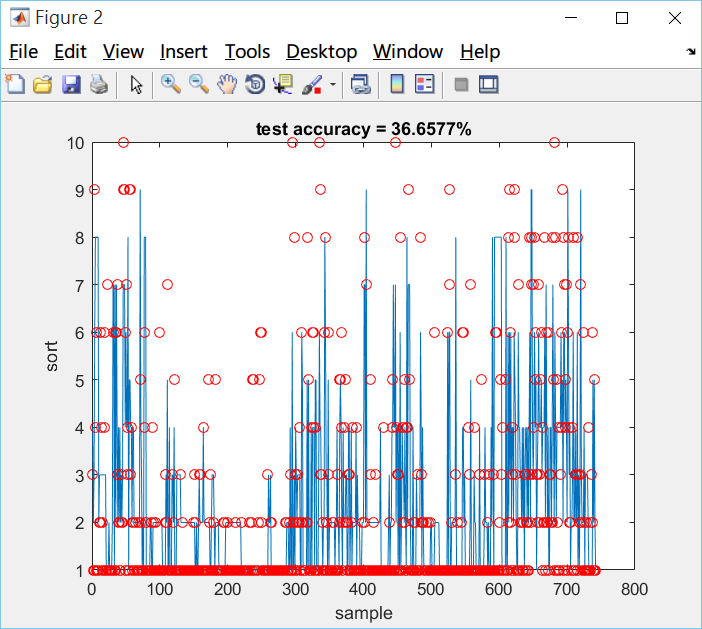 Figure 2
File Edit View Insert Tools Desktop Window Help
test accuracy = 36.6577%
10
9
8
7
6
5
4
3
2
1
sort
0 100 200 300 400 500 600 700 800
sample